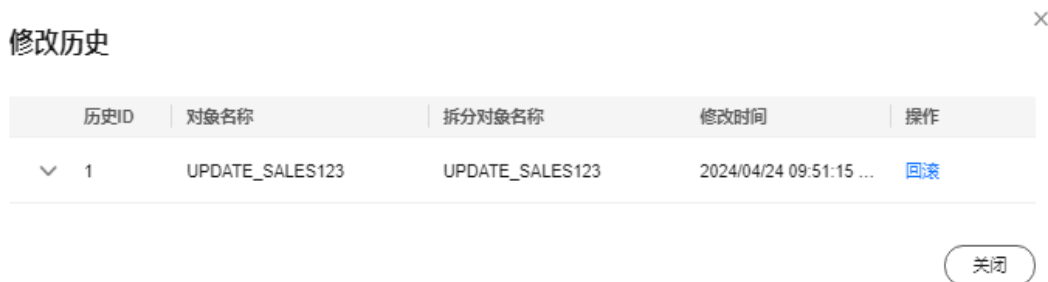 修改历史
历史ID 对象名称 拆分对象名称 修改时间 操作
1 UPDATE_SALES123 UPDATE_SALES123 2024/04/24 09:51:15 ... 回滚
关闭